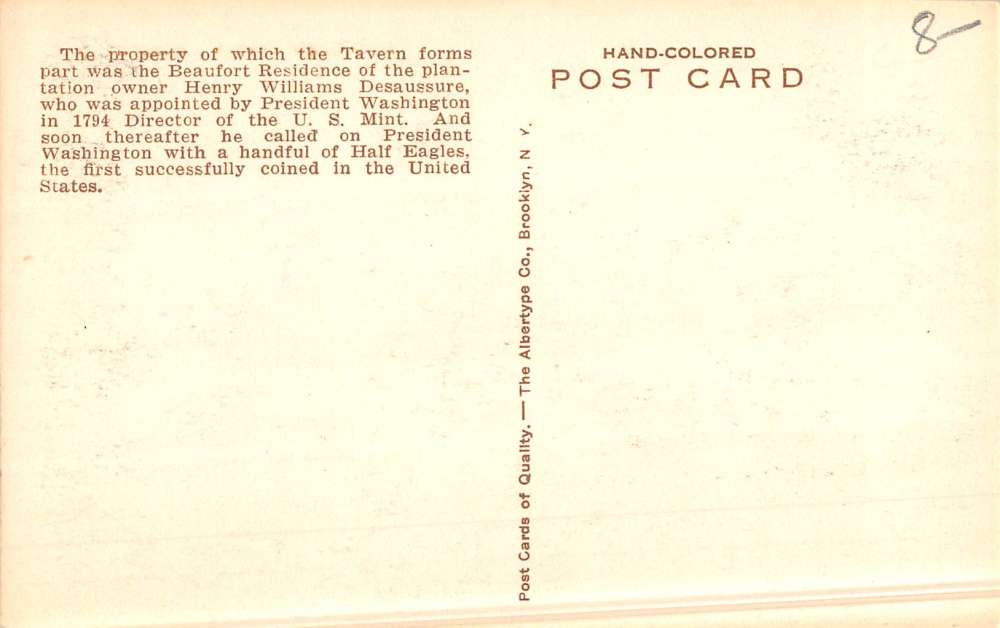 The property of which the Tavern forms
part was the Beaufort Residence of the plan-
tation owner Henry Williams Desaussure,
who was appointed by President Washington
in 1794 Director of the U. S. Mint. And
soon thereafter he called on President
Washington with a handful of Half Eagles,
the first successfully coined in the United
States.
Post Cards of Quality. — The Albertype Co., Brooklyn, N Y.
HAND-COLORED
POST CARD
8-